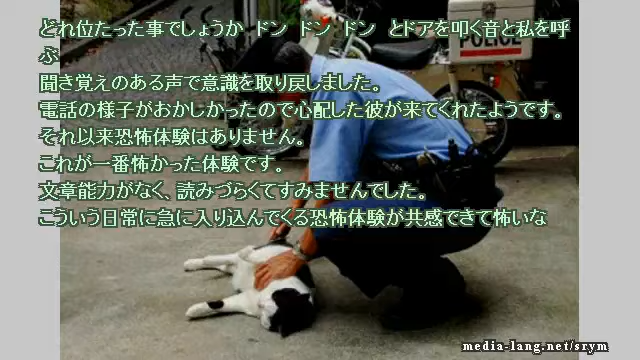 どれ位たった事でしょうか ドン ドン ドン とドアを叩く音と私を呼
ぶ
聞き覚えのある声で意識を取り戻しました。
電話の様子がおかしかったので心配した彼が来てくれたようです。
それ以来恐怖体験はありません。
これが一番怖かった体験です。
文章能力がなく、読みづらくてすみませんでした。
こういう日常に急に入り込んでくる恐怖体験が共感できて怖いな
POLICE
media-lang.net/srym